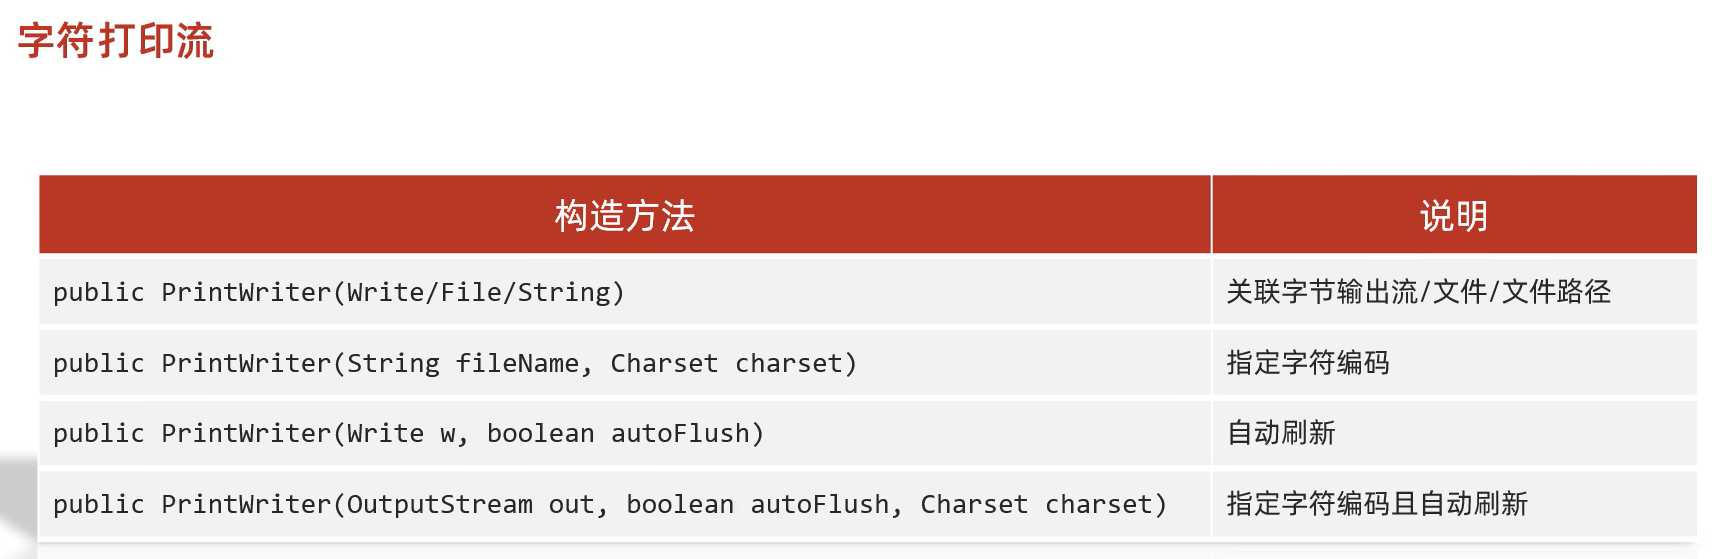 字符打印流
构造方法 说明
public PrintWriter(Write/File/String) 关联字节输出流/文件/文件路径
public PrintWriter(String fileName, Charset charset) 指定字符编码
public PrintWriter(Write w, boolean autoFlush) 自动刷新
public PrintWriter(OutputStream out, boolean autoFlush, Charset charset) 指定字符编码且自动刷新